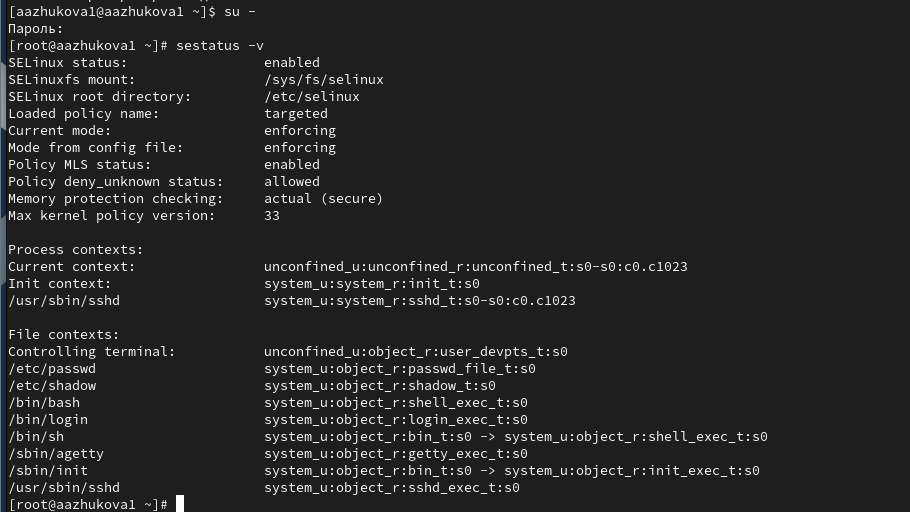 [aazhukova1@aazhukova1 ~]$ su -
Пароль:
[root@aazhukova1 ~]# sestatus -v
SELinux status:                 enabled
SELinuxfs mount:                /sys/fs/selinux
SELinux root directory:         /etc/selinux
Loaded policy name:             targeted
Current mode:                   enforcing
Mode from config file:          enforcing
Policy MLS status:              enabled
Policy deny_unknown status:     allowed
Memory protection checking:     actual (secure)
Max kernel policy version:      33

Process contexts:
Current context:                unconfined_u:unconfined_r:unconfined_t:s0-s0:c0.c1023
Init context:                   system_u:system_r:init_t:s0
/usr/sbin/sshd                  system_u:system_r:sshd_t:s0-s0:c0.c1023

File contexts:
Controlling terminal:           unconfined_u:object_r:user_devpts_t:s0
/etc/passwd                     system_u:object_r:passwd_file_t:s0
/etc/shadow                     system_u:object_r:shadow_t:s0
/bin/bash                       system_u:object_r:shell_exec_t:s0
/bin/login                      system_u:object_r:login_exec_t:s0
/bin/sh                         system_u:object_r:bin_t:s0 -> system_u:object_r:shell_exec_t:s0
/sbin/agetty                    system_u:object_r:getty_exec_t:s0
/sbin/init                      system_u:object_r:bin_t:s0 -> system_u:object_r:init_exec_t:s0
/usr/sbin/sshd                  system_u:object_r:sshd_exec_t:s0
[root@aazhukova1 ~]#